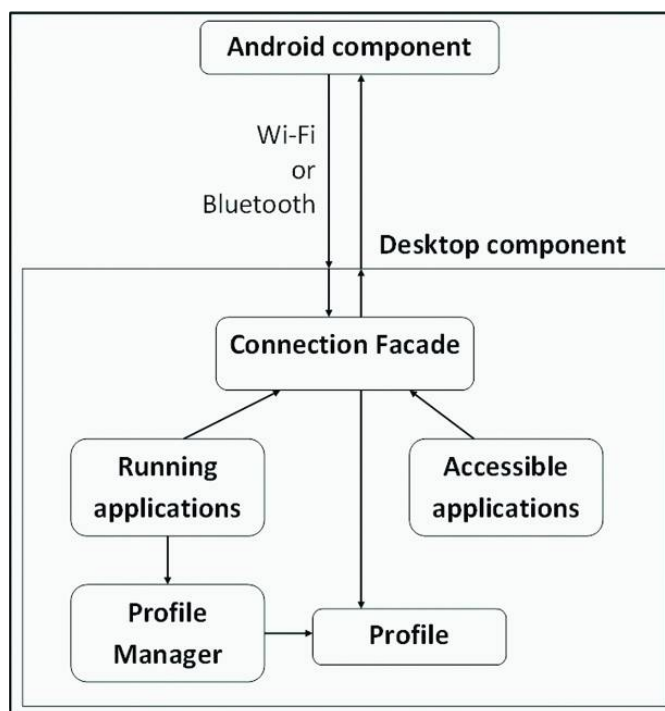 Android component
Wi-Fi
or
Bluetooth
Desktop component
Connection Facade
Running
applications
Accessible
applications
Profile
Manager
Profile